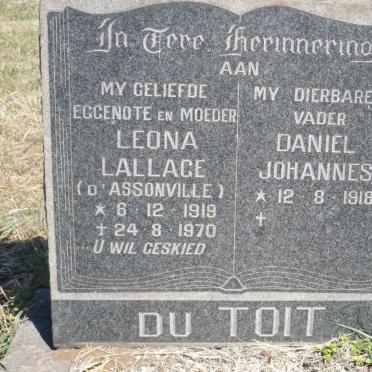 In Tere Herinnering
AAN
MY GELIEFDE
EGGENOTE EN MOEDER
LEONA
LALLAGE
(D'ASSONVILLE)
* 6 - 12 - 1919
+ 24 - 8 - 1970
U WIL GESKIED
MY DIERBARE
VADER
DANIEL
JOHANNES
* 12 - 8 - 1918
+
DU TOIT